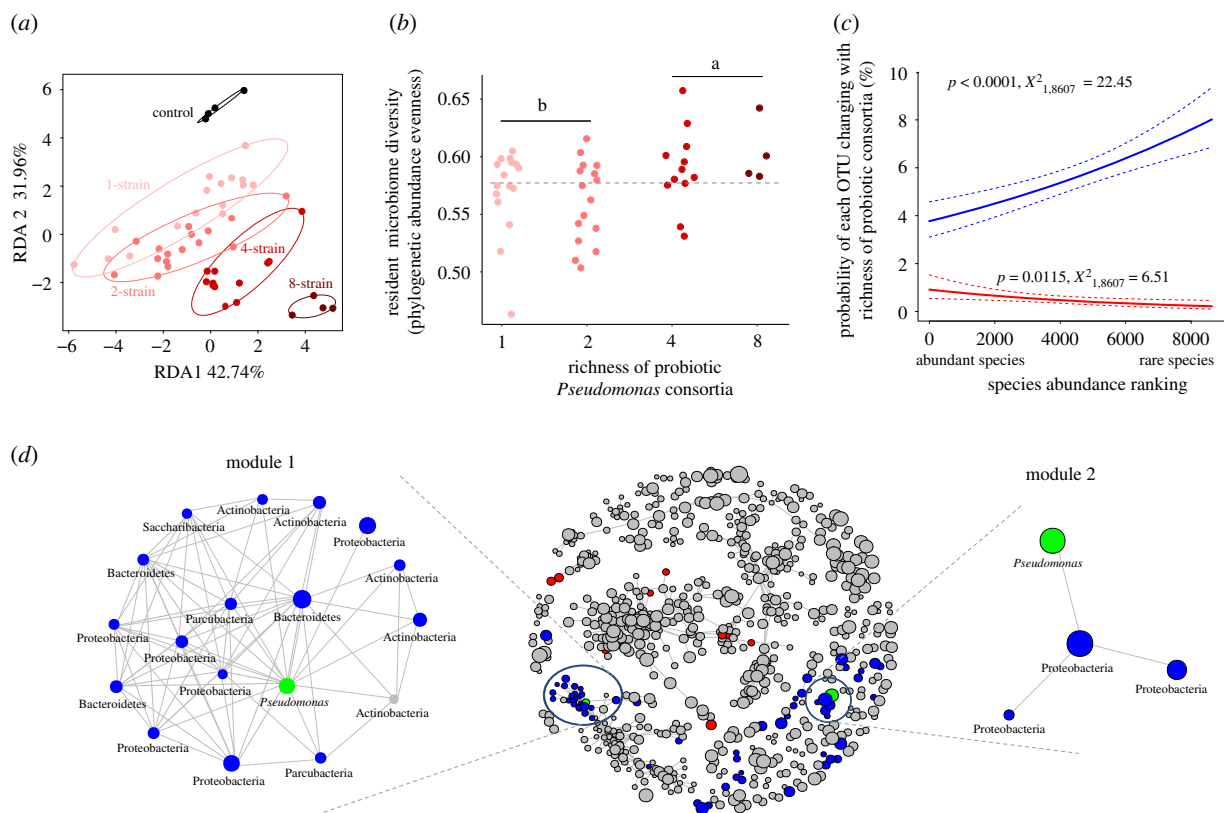 (a)
6
4
2
0
−2
−6
−4
−2
0
2
4
RDA 2 31.96%
RDA1 42.74%
control
1-strain
2-strain
4-strain
8-strain
(b)
resident microbiome diversity
(phylogenetic abundance evenness)
0.65
0.60
0.55
0.50
b
a
1
2
4
8
richness of probiotic
Pseudomonas consortia
(c)
probability of each OTU changing with
richness of probiotic consortia (%)
10
8
6
4
2
0
p < 0.0001, X²1,8607 = 22.45
p = 0.0115, X²1,8607 = 6.51
0
2000
4000
6000
8000
abundant species
rare species
species abundance ranking
(d)
module 1
Actinobacteria
Saccharibacteria
Actinobacteria
Proteobacteria
Bacteroidetes
Actinobacteria
Parcubacteria
Bacteroidetes
Actinobacteria
Proteobacteria
Proteobacteria
Proteobacteria
Pseudomonas
Bacteroidetes
Actinobacteria
Proteobacteria
Proteobacteria
Parcubacteria
module 2
Pseudomonas
Proteobacteria
Proteobacteria
Proteobacteria